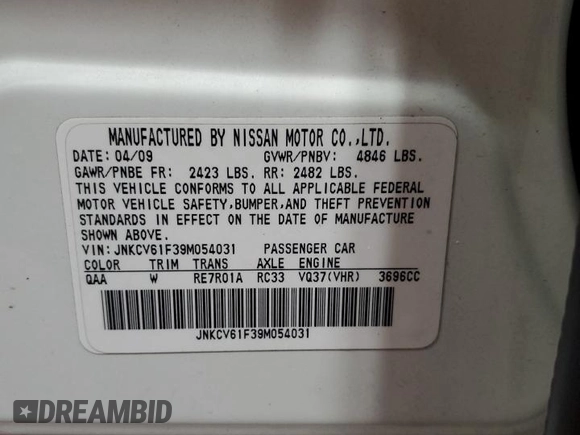 MANUFACTURED BY NISSAN MOTOR CO.,LTD.
DATE: 04/09 GVWR/PNBV: 4846 LBS.
GAWR/PNBE FR: 2423 LBS. RR: 2482 LBS.
THIS VEHICLE CONFORMS TO ALL APPLICABLE FEDERAL
MOTOR VEHICLE SAFETY,BUMPER,AND THEFT PREVENTION
STANDARDS IN EFFECT ON THE DATE OF MANUFACTURE
SHOWN ABOVE.
VIN:JNKCV61F39M054031 PASSENGER CAR
COLOR TRIM TRANS AXLE ENGINE
QAA W RE7R01A RC33 VQ37(VHR) 3696CC
JNKCV61F39M054031
DREAMBID